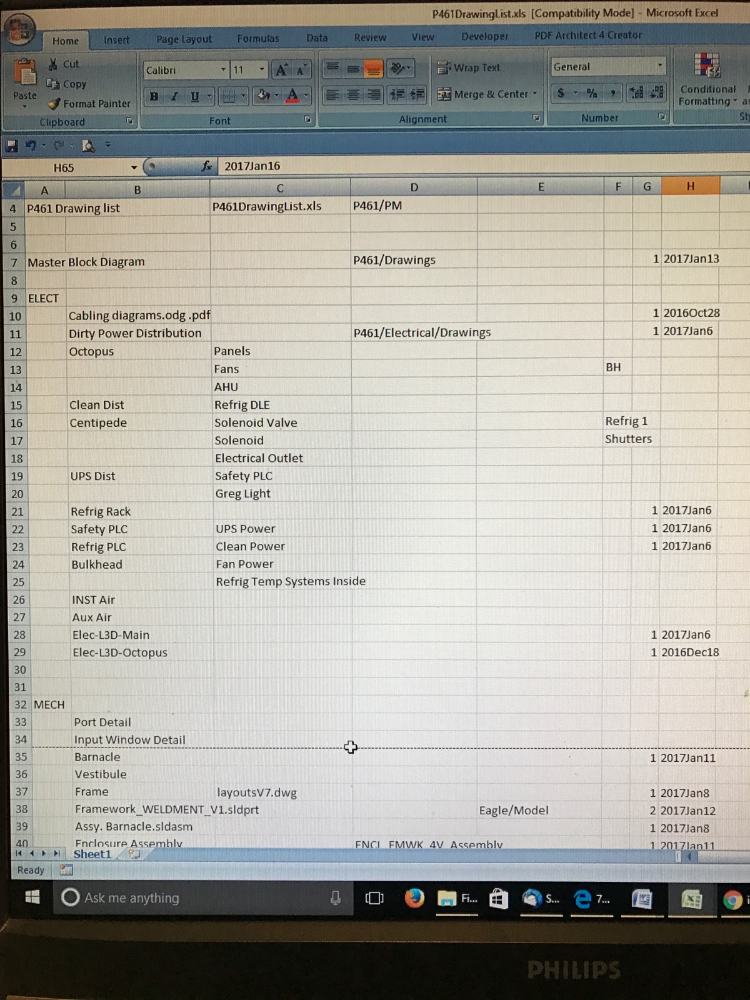 P461DrawingList.xls [Compatibility Mode] - Microsoft Excel
Home Insert Page Layout Formulas Data Review View Developer PDF Architect 4 Creator
Paste
Cut
Copy
Format Painter
Clipboard
Calibri 11
B I U A
Font
Wrap Text
Merge & Center
Alignment
General
$ % ,
Number
Conditional
Formatting
H65 fx 2017Jan16
A B C D E F G H
4 P461 Drawing list P461DrawingList.xls P461/PM
5
6
7 Master Block Diagram P461/Drawings 1 2017Jan13
8
9 ELECT
10 Cabling diagrams.odg .pdf 1 2016Oct28
11 Dirty Power Distribution P461/Electrical/Drawings 1 2017Jan6
12 Octopus Panels
13 Fans BH
14 AHU
15 Clean Dist Refrig DLE
16 Centipede Solenoid Valve Refrig 1
17 Solenoid Shutters
18 Electrical Outlet
19 UPS Dist Safety PLC
20 Greg Light
21 Refrig Rack 1 2017Jan6
22 Safety PLC UPS Power 1 2017Jan6
23 Refrig PLC Clean Power 1 2017Jan6
24 Bulkhead Fan Power
25 Refrig Temp Systems Inside
26 INST Air
27 Aux Air
28 Elec-L3D-Main 1 2017Jan6
29 Elec-L3D-Octopus 1 2016Dec18
30
31
32 MECH
33 Port Detail
34 Input Window Detail
35 Barnacle 1 2017Jan11
36 Vestibule
37 Frame layoutsV7.dwg 1 2017Jan8
38 Framework_WELDMENT_V1.sldprt Eagle/Model 2 2017Jan12
39 Assy. Barnacle.sldasm 1 2017Jan8
40 Enclosure Assembly ENCL_FMWK_4V_Assembly 1 2017Jan11
Sheet1
Ready
Ask me anything Fi... S... 7...
PHILIPS